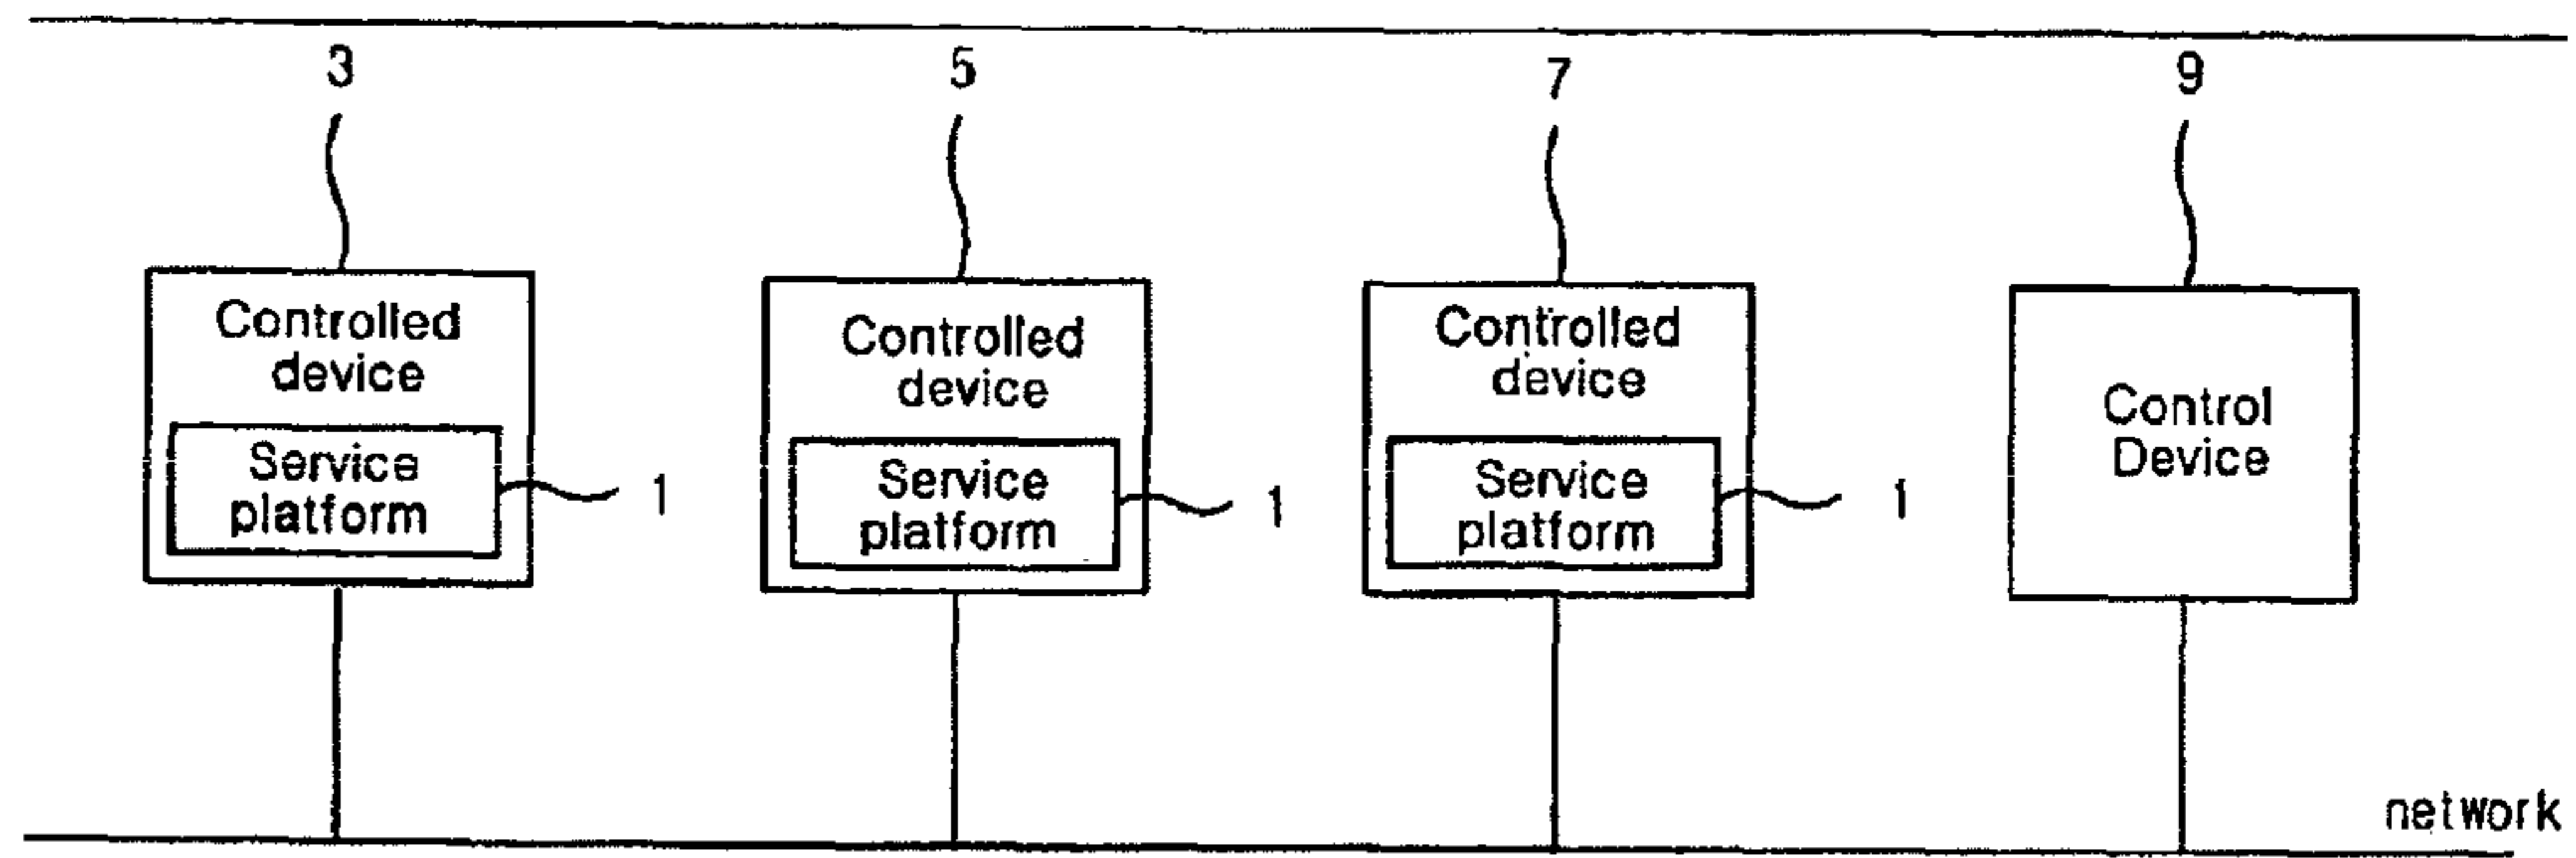 3
5
7
9
Controlled
device
Service
platform
1
Controlled
device
Service
platform
1
Controlled
device
Service
platform
1
Control
Device
network